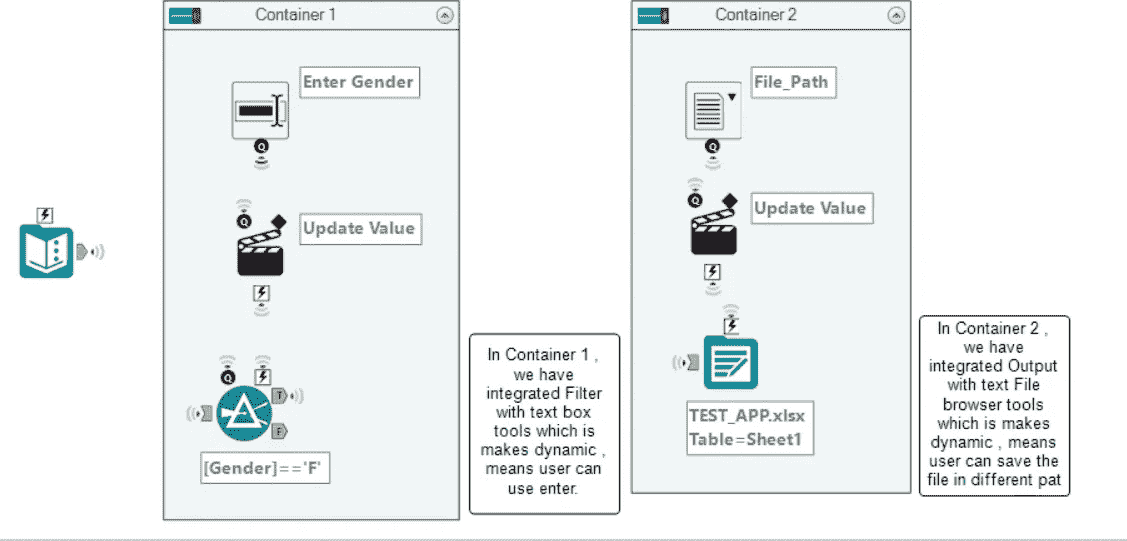 Container 1
Enter Gender
Q
Q
Update Value
Q
T
F
[Gender]=='F'
In Container 1 ,
we have
integrated Filter
with text box
tools which is
makes dynamic ,
means user can
use enter.
Container 2
File_Path
Q
Q
Update Value
TEST_APP.xlsx
Table=Sheet1
In Container 2 ,
we have
integrated Output
with text File
browser tools
which is makes
dynamic , means
user can save the
file in different pat